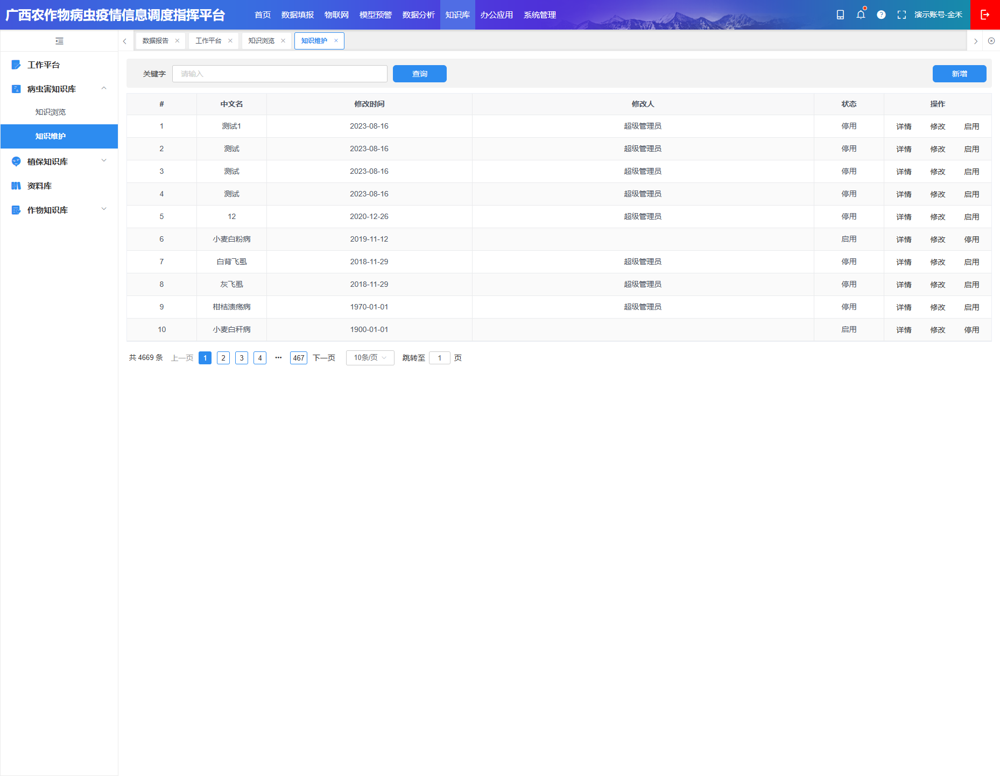 广西农作物病虫疫情信息调度指挥平台 首页 数据填报 物联网 模型预警 数据分析 知识库 办公应用 系统管理 演示账号-金禾
数据报告 工作平台 知识浏览 知识维护
工作平台
病虫害知识库
知识浏览
知识维护
植保知识库
资料库
作物知识库
关键字 请输入 查询 新增
# 中文名 修改时间 修改人 状态 操作
1 测试1 2023-08-16 超级管理员 停用 详情 修改 启用
2 测试 2023-08-16 超级管理员 停用 详情 修改 启用
3 测试 2023-08-16 超级管理员 停用 详情 修改 启用
4 测试 2023-08-16 超级管理员 停用 详情 修改 启用
5 12 2020-12-26 超级管理员 停用 详情 修改 启用
6 小麦白粉病 2019-11-12 启用 详情 修改 停用
7 白背飞虱 2018-11-29 超级管理员 停用 详情 修改 启用
8 灰飞虱 2018-11-29 超级管理员 停用 详情 修改 启用
9 柑桔溃疡病 1970-01-01 超级管理员 停用 详情 修改 启用
10 小麦白秆病 1900-01-01 启用 详情 修改 停用
共 4669 条 上一页 1 2 3 4 ••• 467 下一页 10条/页 跳转至 1 页